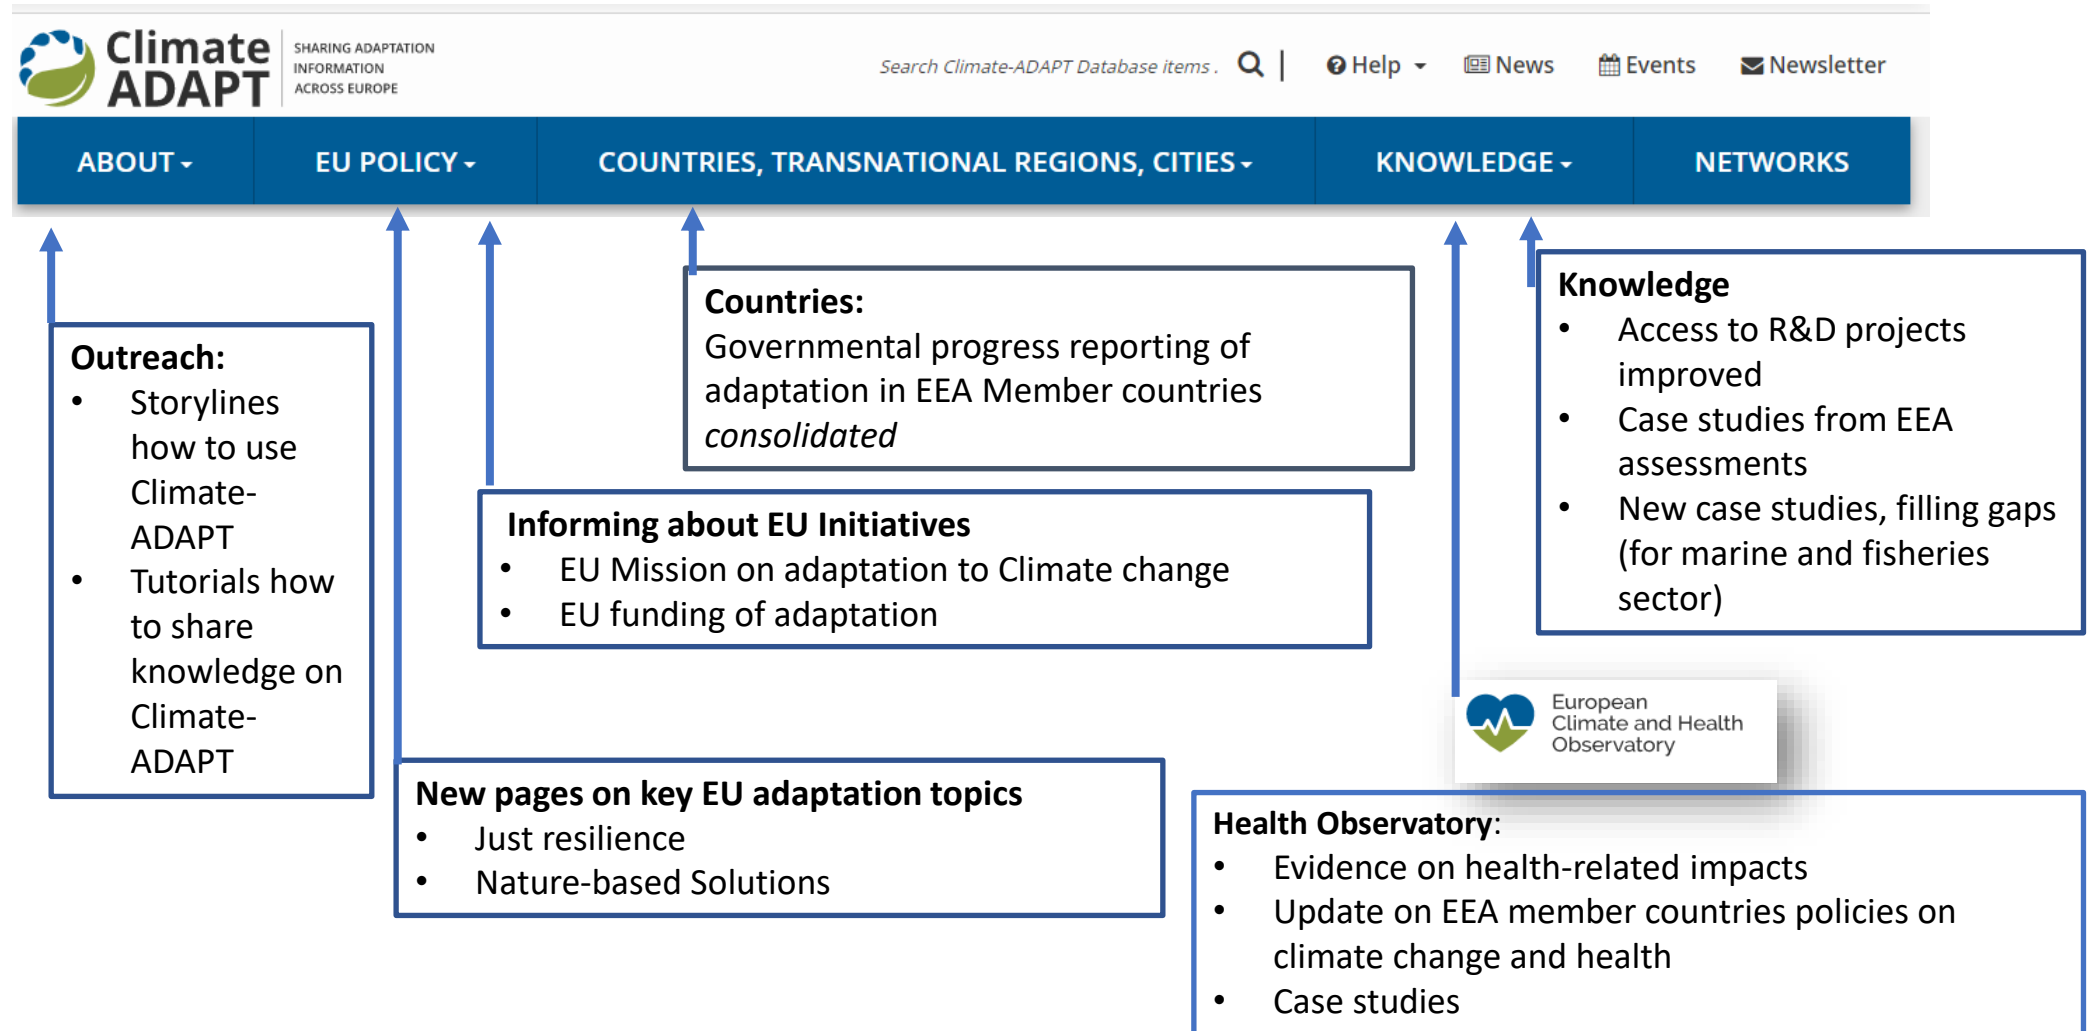 Climate
ADAPT
SHARING ADAPTATION
INFORMATION
ACROSS EUROPE
Search Climate-ADAPT Database items .
Help
News
Events
Newsletter
ABOUT
EU POLICY
COUNTRIES, TRANSNATIONAL REGIONS, CITIES
KNOWLEDGE
NETWORKS
Outreach:
• Storylines
how to use
Climate-
ADAPT
• Tutorials how
to share
knowledge on
Climate-
ADAPT
Countries:
Governmental progress reporting of
adaptation in EEA Member countries
consolidated
Informing about EU Initiatives
• EU Mission on adaptation to Climate change
• EU funding of adaptation
New pages on key EU adaptation topics
• Just resilience
• Nature-based Solutions
Knowledge
• Access to R&D projects
improved
• Case studies from EEA
assessments
• New case studies, filling gaps
(for marine and fisheries
sector)
European
Climate and Health
Observatory
Health Observatory:
• Evidence on health-related impacts
• Update on EEA member countries policies on
climate change and health
• Case studies